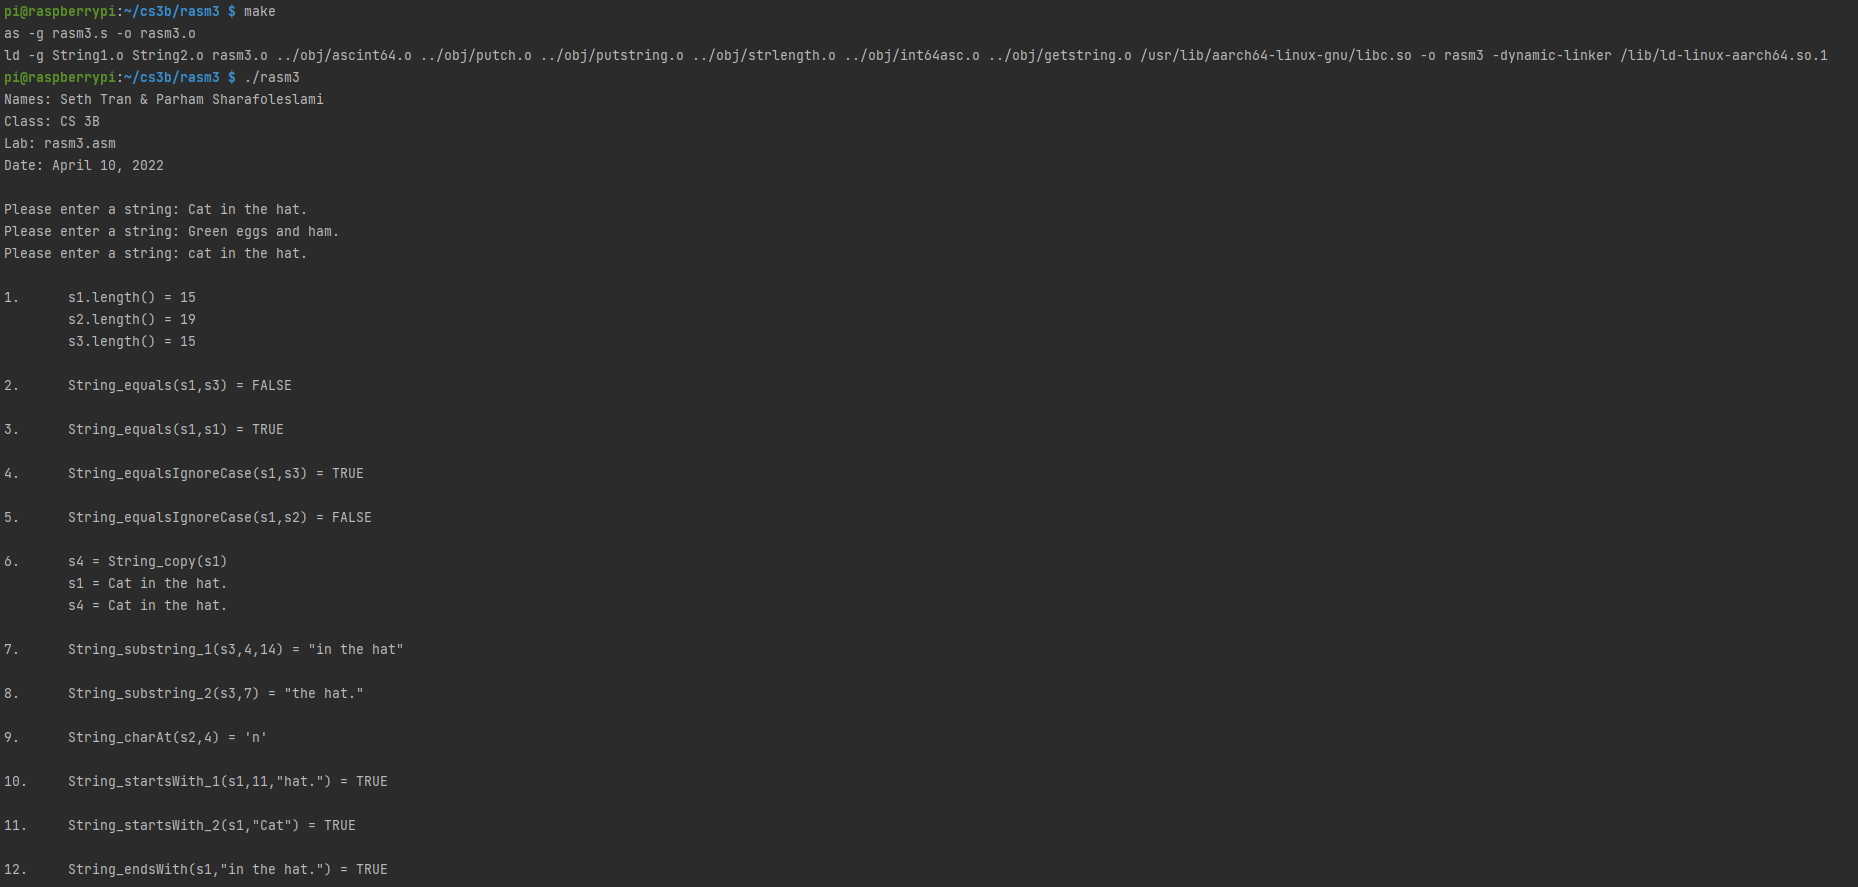 pi@raspberrypi:~/cs3b/rasm3 $ make
as -g rasm3.s -o rasm3.o
ld -g String1.o String2.o rasm3.o ../obj/ascint64.o ../obj/putch.o ../obj/putstring.o ../obj/strlength.o ../obj/int64asc.o ../obj/getstring.o /usr/lib/aarch64-linux-gnu/libc.so -o rasm3 -dynamic-linker /lib/ld-linux-aarch64.so.1
pi@raspberrypi:~/cs3b/rasm3 $ ./rasm3
Names: Seth Tran & Parham Sharafoleslami
Class: CS 3B
Lab: rasm3.asm
Date: April 10, 2022
Please enter a string: Cat in the hat.
Please enter a string: Green eggs and ham.
Please enter a string: cat in the hat.
1. s1.length() = 15
s2.length() = 19
s3.length() = 15
2. String_equals(s1,s3) = FALSE
3. String_equals(s1,s1) = TRUE
4. String_equalsIgnoreCase(s1,s3) = TRUE
5. String_equalsIgnoreCase(s1,s2) = FALSE
6. s4 = String_copy(s1)
s1 = Cat in the hat.
s4 = Cat in the hat.
7. String_substring_1(s3,4,14) = "in the hat"
8. String_substring_2(s3,7) = "the hat."
9. String_charAt(s2,4) = 'n'
10. String_startsWith_1(s1,11,"hat.") = TRUE
11. String_startsWith_2(s1,"Cat") = TRUE
12. String_endsWith(s1,"in the hat.") = TRUE